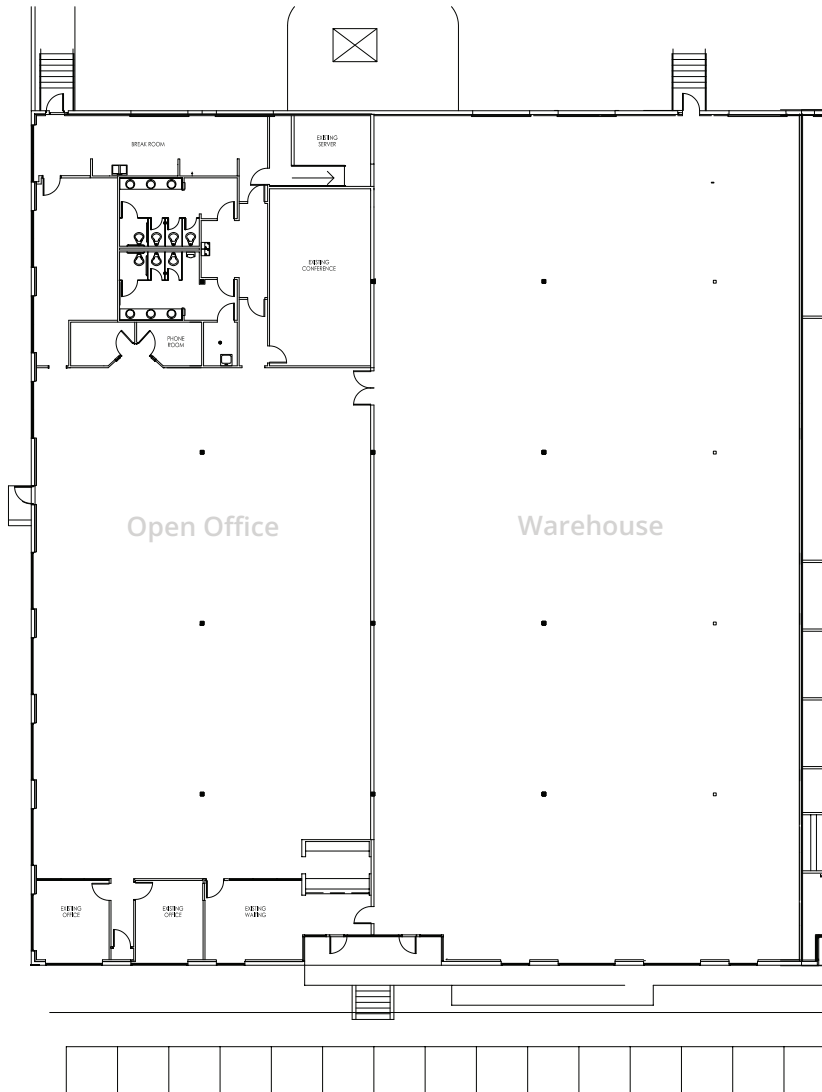 BREAK ROOM
EXISTING
SERVER
EXISTING
CONFERENCE
PHONE
ROOM
Open Office
Warehouse
EXISTING
OFFICE
EXISTING
OFFICE
EXISTING
WAITING